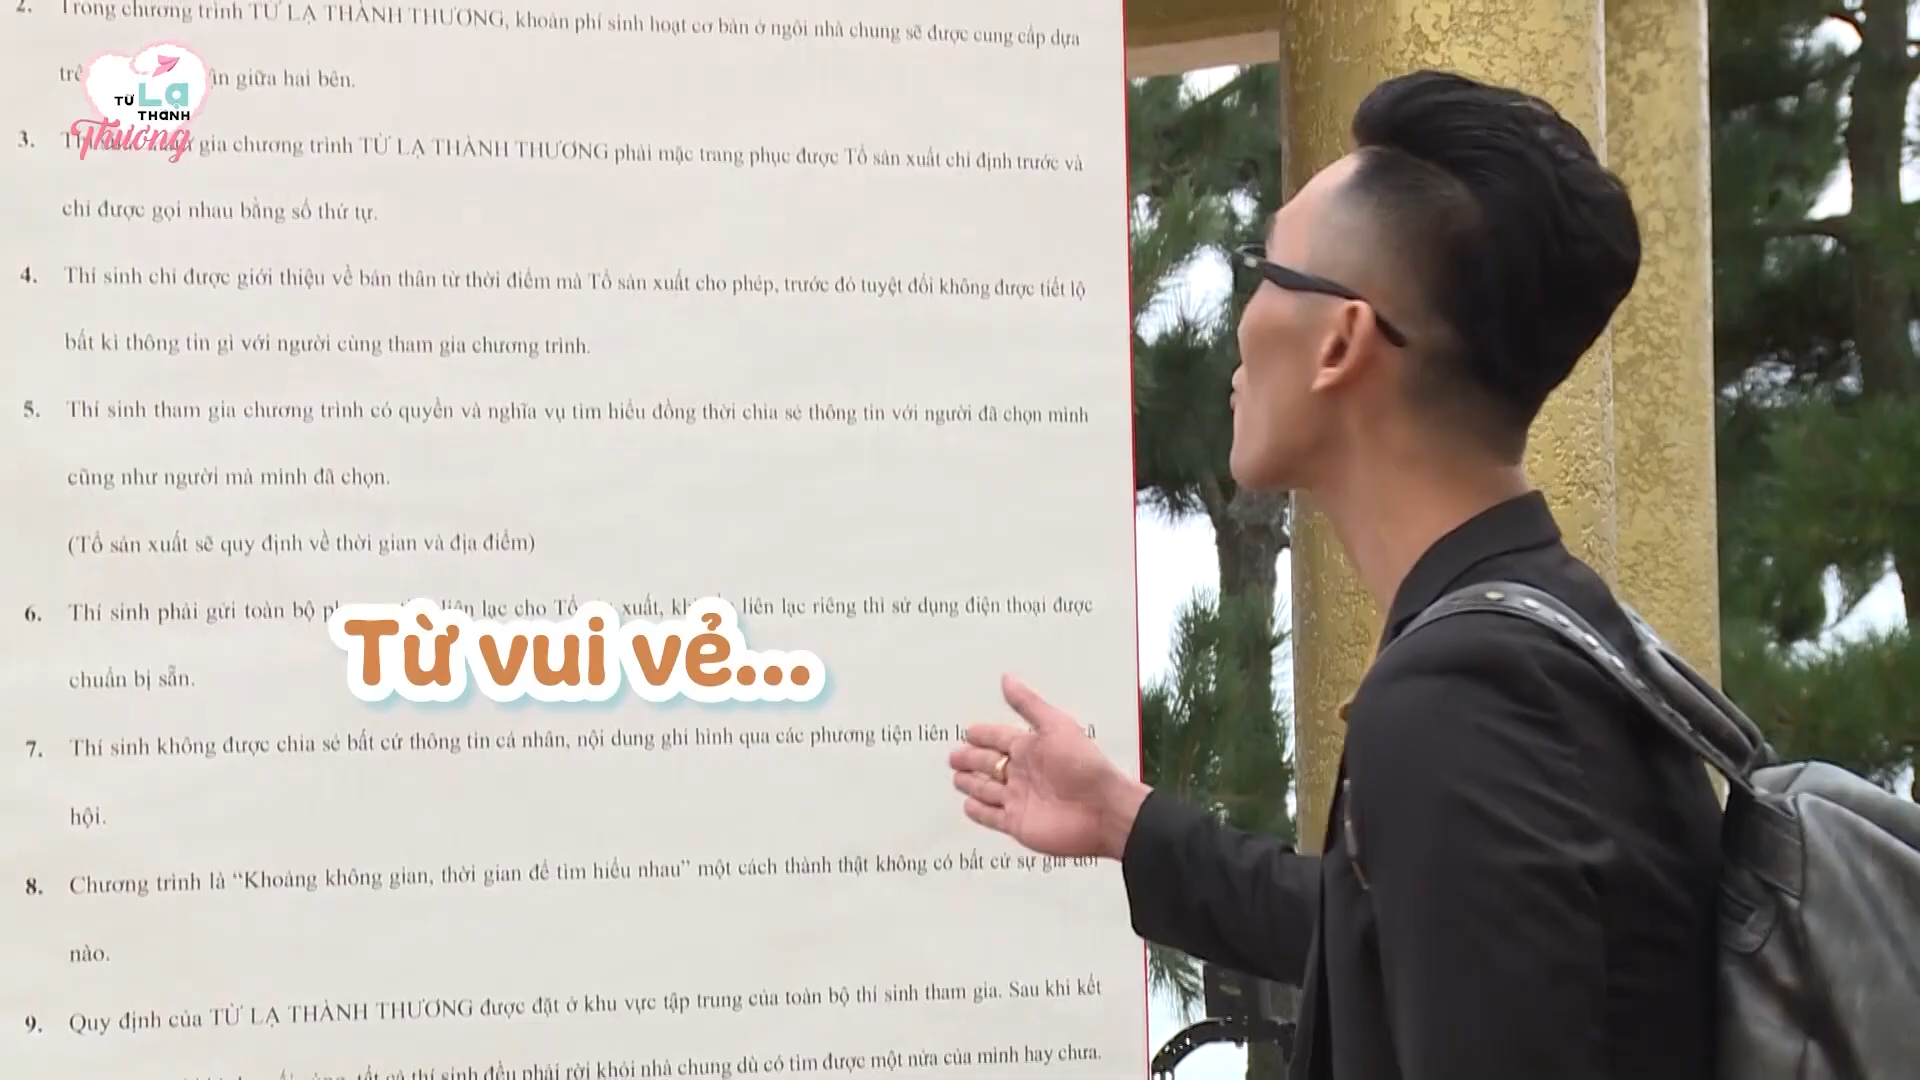 2. Trong chương trình TỪ LẠ THÀNH THƯƠNG, khoản phí sinh hoạt cơ bản ở ngôi nhà chung sẽ được cung cấp dựa
giữa hai bên.
TỪ Lạ
THÀNH
Thương
3. gia chương trình TỪ LẠ THÀNH THƯƠNG phải mặc trang phục được Tổ sản xuất chỉ định trước và
chỉ được gọi nhau bằng số thứ tự.
4. Thí sinh chỉ được giới thiệu về bản thân từ thời điểm mà Tổ sản xuất cho phép, trước đó tuyệt đối không được tiết lộ
bất kì thông tin gì với người cùng tham gia chương trình.
5. Thí sinh tham gia chương trình có quyền và nghĩa vụ tìm hiểu đồng thời chia sẻ thông tin với người đã chọn mình
cũng như người mà mình đã chọn.
(Tổ sản xuất sẽ quy định về thời gian và địa điểm)
6. Thí sinh phải gửi toàn bộ liên lạc cho Tổ xuất, liên lạc riêng thì sử dụng điện thoại được
chuẩn bị sẵn.
Từ vui vẻ...
7. Thí sinh không được chia sẻ bất cứ thông tin cá nhân, nội dung ghi hình qua các phương tiện liên
hội.
8. Chương trình là “Khoảng không gian, thời gian để tìm hiểu nhau” một cách thành thật không có bất cứ sự giả dối
nào.
9. Quy định của TỪ LẠ THÀNH THƯƠNG được đặt ở khu vực tập trung của toàn bộ thí sinh tham gia. Sau khi kết
tất cả thí sinh đều phải rời khỏi nhà chung dù có tìm được một nửa của mình hay chưa.